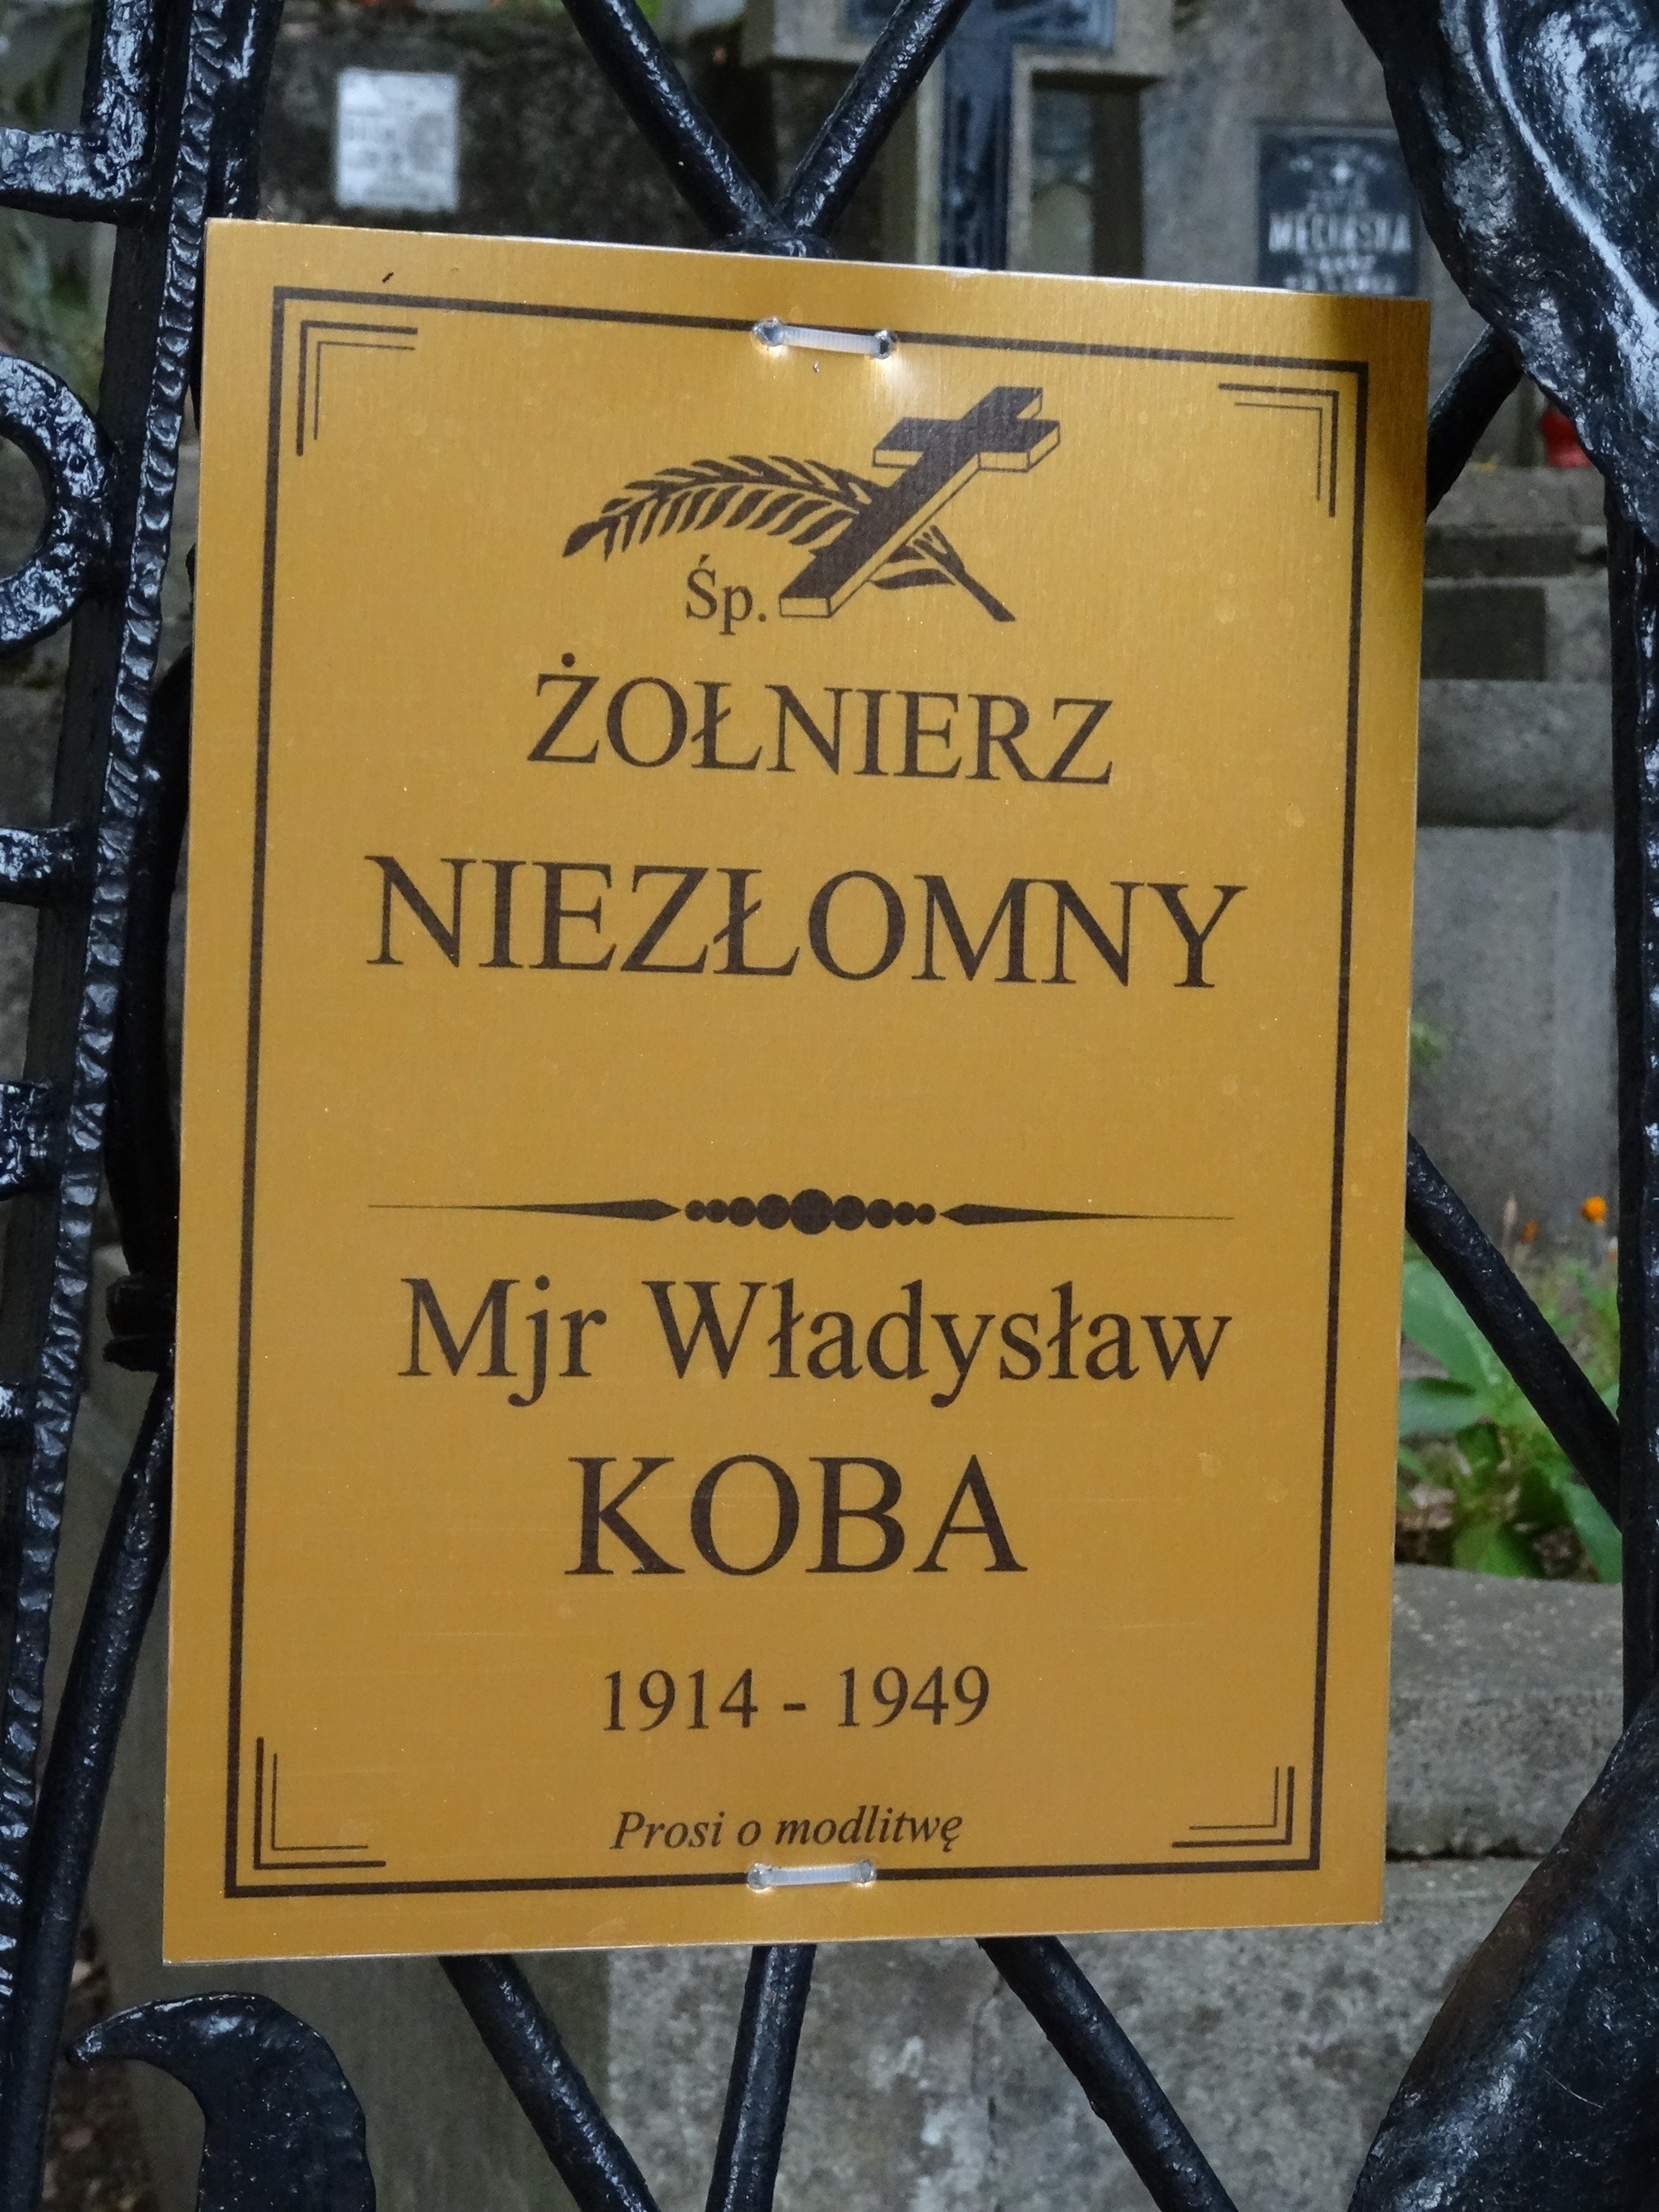 Śp.
ŻOŁNIERZ
NIEZŁOMNY
Mjr Władysław
KOBA
1914 - 1949
Prosi o modlitwę